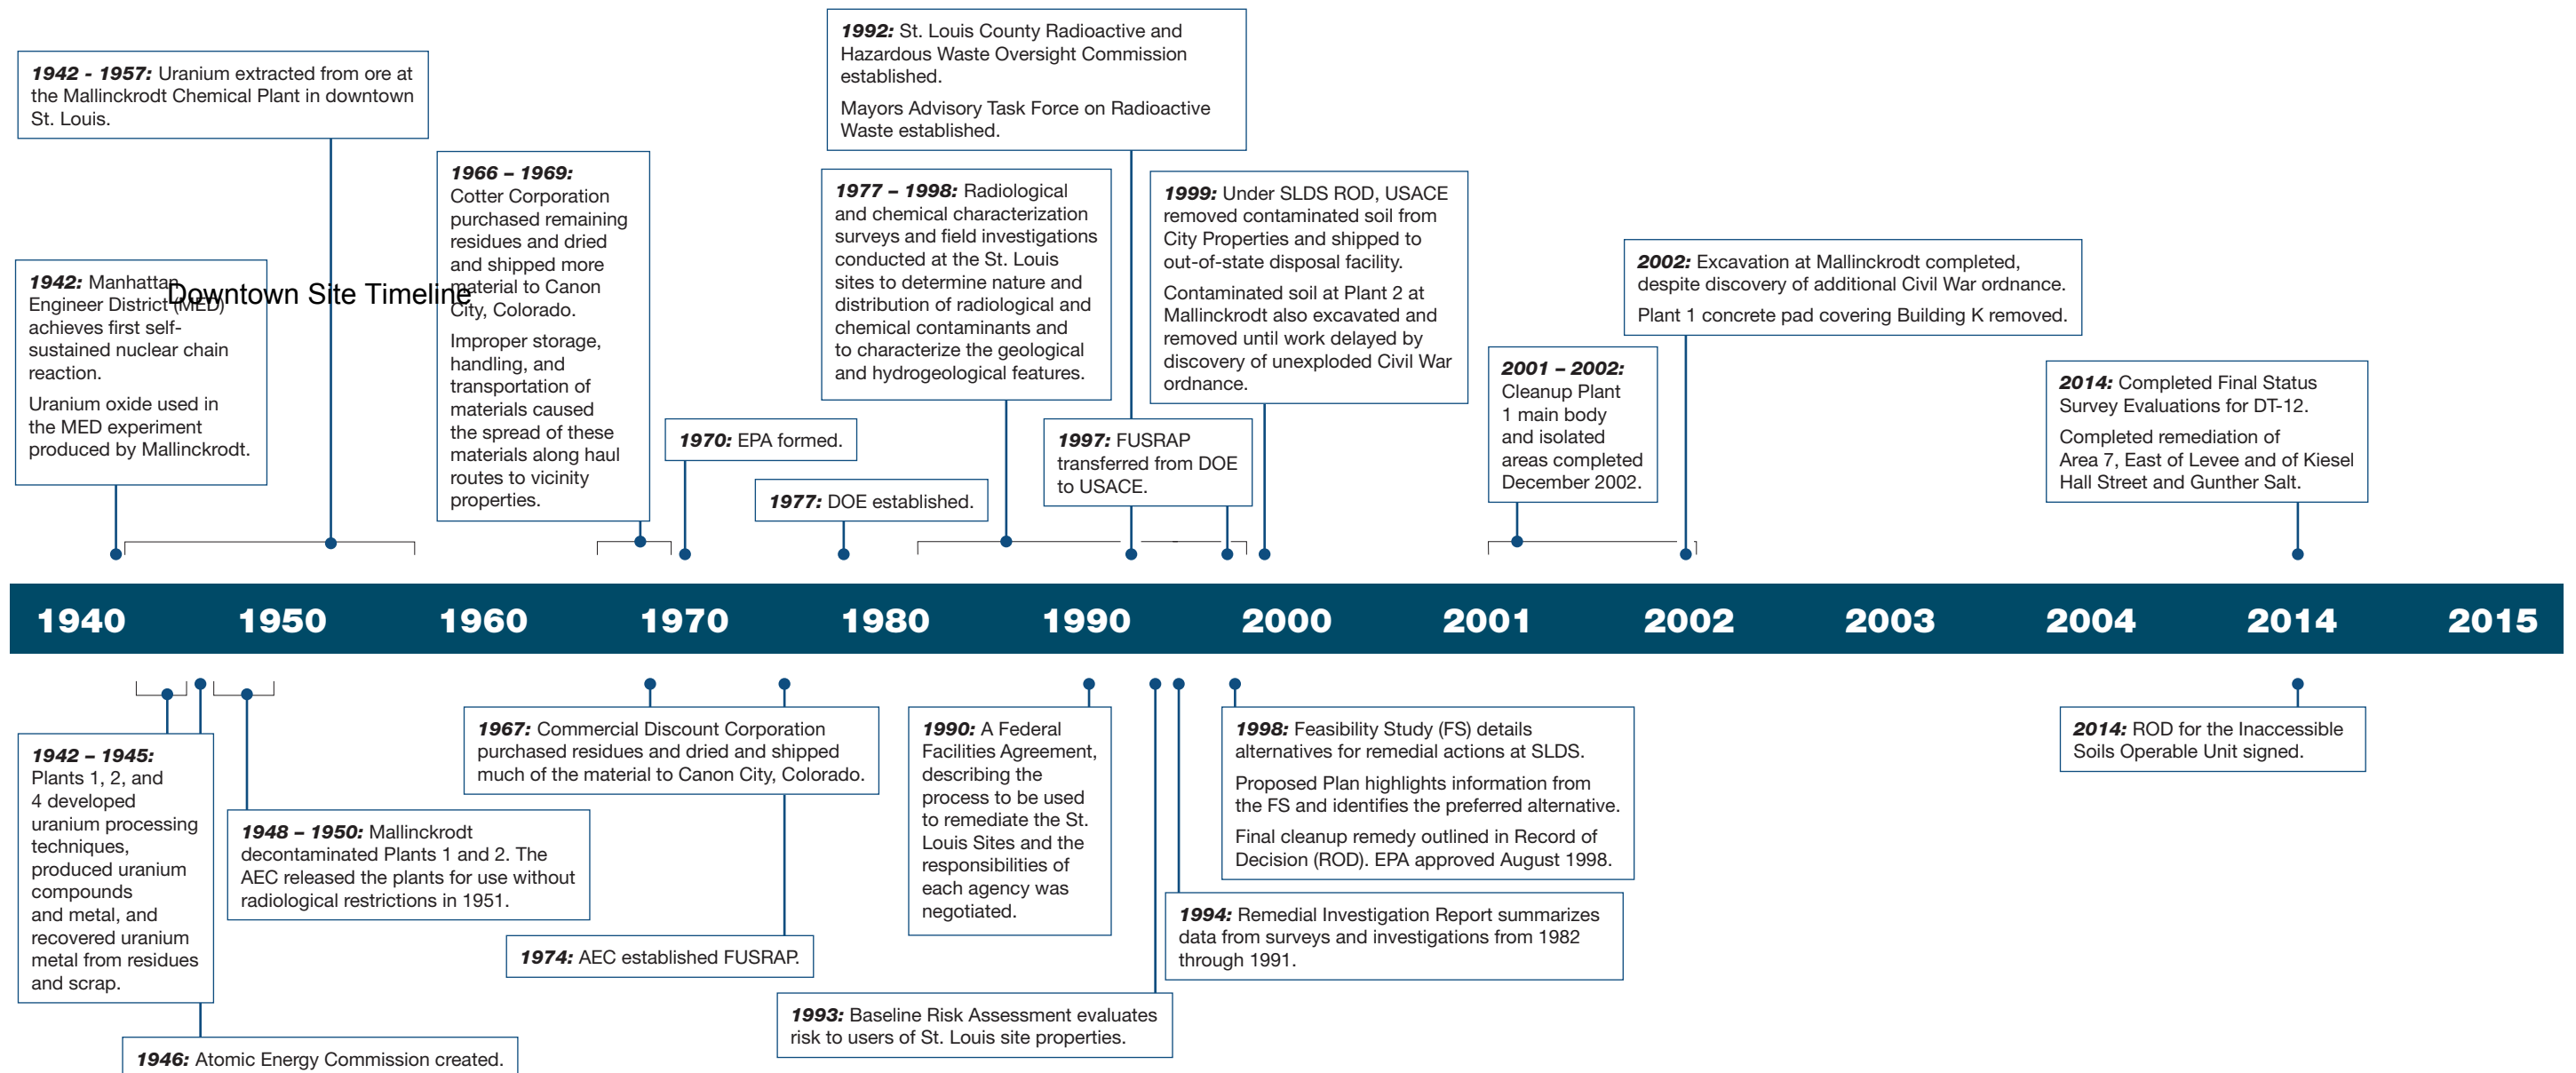 1942 - 1957: Uranium extracted from ore at
the Mallinckrodt Chemical Plant in downtown
St. Louis.
1992: St. Louis County Radioactive and
Hazardous Waste Oversight Commission
established.
Mayors Advisory Task Force on Radioactive
Waste established.
1966 – 1969:
Cotter Corporation
purchased remaining
residues and dried
and shipped more
material to Canon
City, Colorado.
Improper storage,
handling, and
transportation of
materials caused
the spread of these
materials along haul
routes to vicinity
properties.
1977 – 1998: Radiological
and chemical characterization
surveys and field investigations
conducted at the St. Louis
sites to determine nature and
distribution of radiological and
chemical contaminants and
to characterize the geological
and hydrogeological features.
1999: Under SLDS ROD, USACE
removed contaminated soil from
City Properties and shipped to
out-of-state disposal facility.
Contaminated soil at Plant 2 at
Mallinckrodt also excavated and
removed until work delayed by
discovery of unexploded Civil War
ordnance.
2002: Excavation at Mallinckrodt completed,
despite discovery of additional Civil War ordnance.
Plant 1 concrete pad covering Building K removed.
1942: Manhattan
Engineer District (MED)
achieves first self-
sustained nuclear chain
reaction.
Uranium oxide used in
the MED experiment
produced by Mallinckrodt.
Downtown Site Timeline
2001 – 2002:
Cleanup Plant
1 main body
and isolated
areas completed
December 2002.
2014: Completed Final Status
Survey Evaluations for DT-12.
Completed remediation of
Area 7, East of Levee and of Kiesel
Hall Street and Gunther Salt.
1970: EPA formed.
1997: FUSRAP
transferred from DOE
to USACE.
1977: DOE established.
1940 1950 1960 1970 1980 1990 2000 2001 2002 2003 2004 2014 2015
1942 – 1945:
Plants 1, 2, and
4 developed
uranium processing
techniques,
produced uranium
compounds
and metal, and
recovered uranium
metal from residues
and scrap.
1967: Commercial Discount Corporation
purchased residues and dried and shipped
much of the material to Canon City, Colorado.
1990: A Federal
Facilities Agreement,
describing the
process to be used
to remediate the St.
Louis Sites and the
responsibilities of
each agency was
negotiated.
1998: Feasibility Study (FS) details
alternatives for remedial actions at SLDS.
Proposed Plan highlights information from
the FS and identifies the preferred alternative.
Final cleanup remedy outlined in Record of
Decision (ROD). EPA approved August 1998.
2014: ROD for the Inaccessible
Soils Operable Unit signed.
1948 – 1950: Mallinckrodt
decontaminated Plants 1 and 2. The
AEC released the plants for use without
radiological restrictions in 1951.
1994: Remedial Investigation Report summarizes
data from surveys and investigations from 1982
through 1991.
1974: AEC established FUSRAP.
1993: Baseline Risk Assessment evaluates
risk to users of St. Louis site properties.
1946: Atomic Energy Commission created.